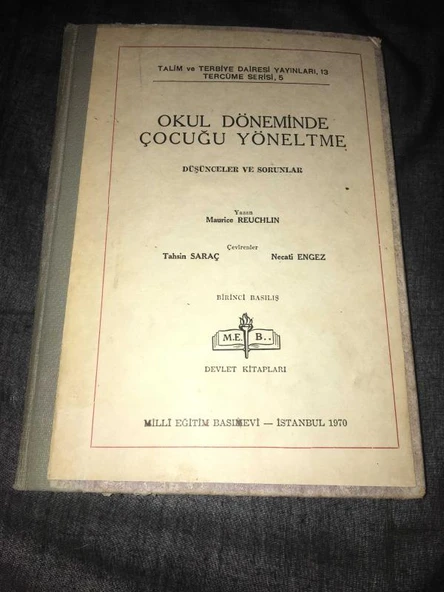 TALİM ve TERBİYE DAİRESİ YAYINLARI, 13
TERCÜME SERİSİ, 5
OKUL DÖNEMİNDE
ÇOCUĞU YÖNELTME
DÜŞÜNCELER VE SORUNLAR
Yazan
Maurice REUCHLIN
Çevirenler
Tahsin SARAÇ Necati ENGEZ
BİRİNCİ BASILIŞ
M.E. B..
DEVLET KİTAPLARI
MİLLİ EĞİTİM BASIMEVİ — İSTANBUL 1970